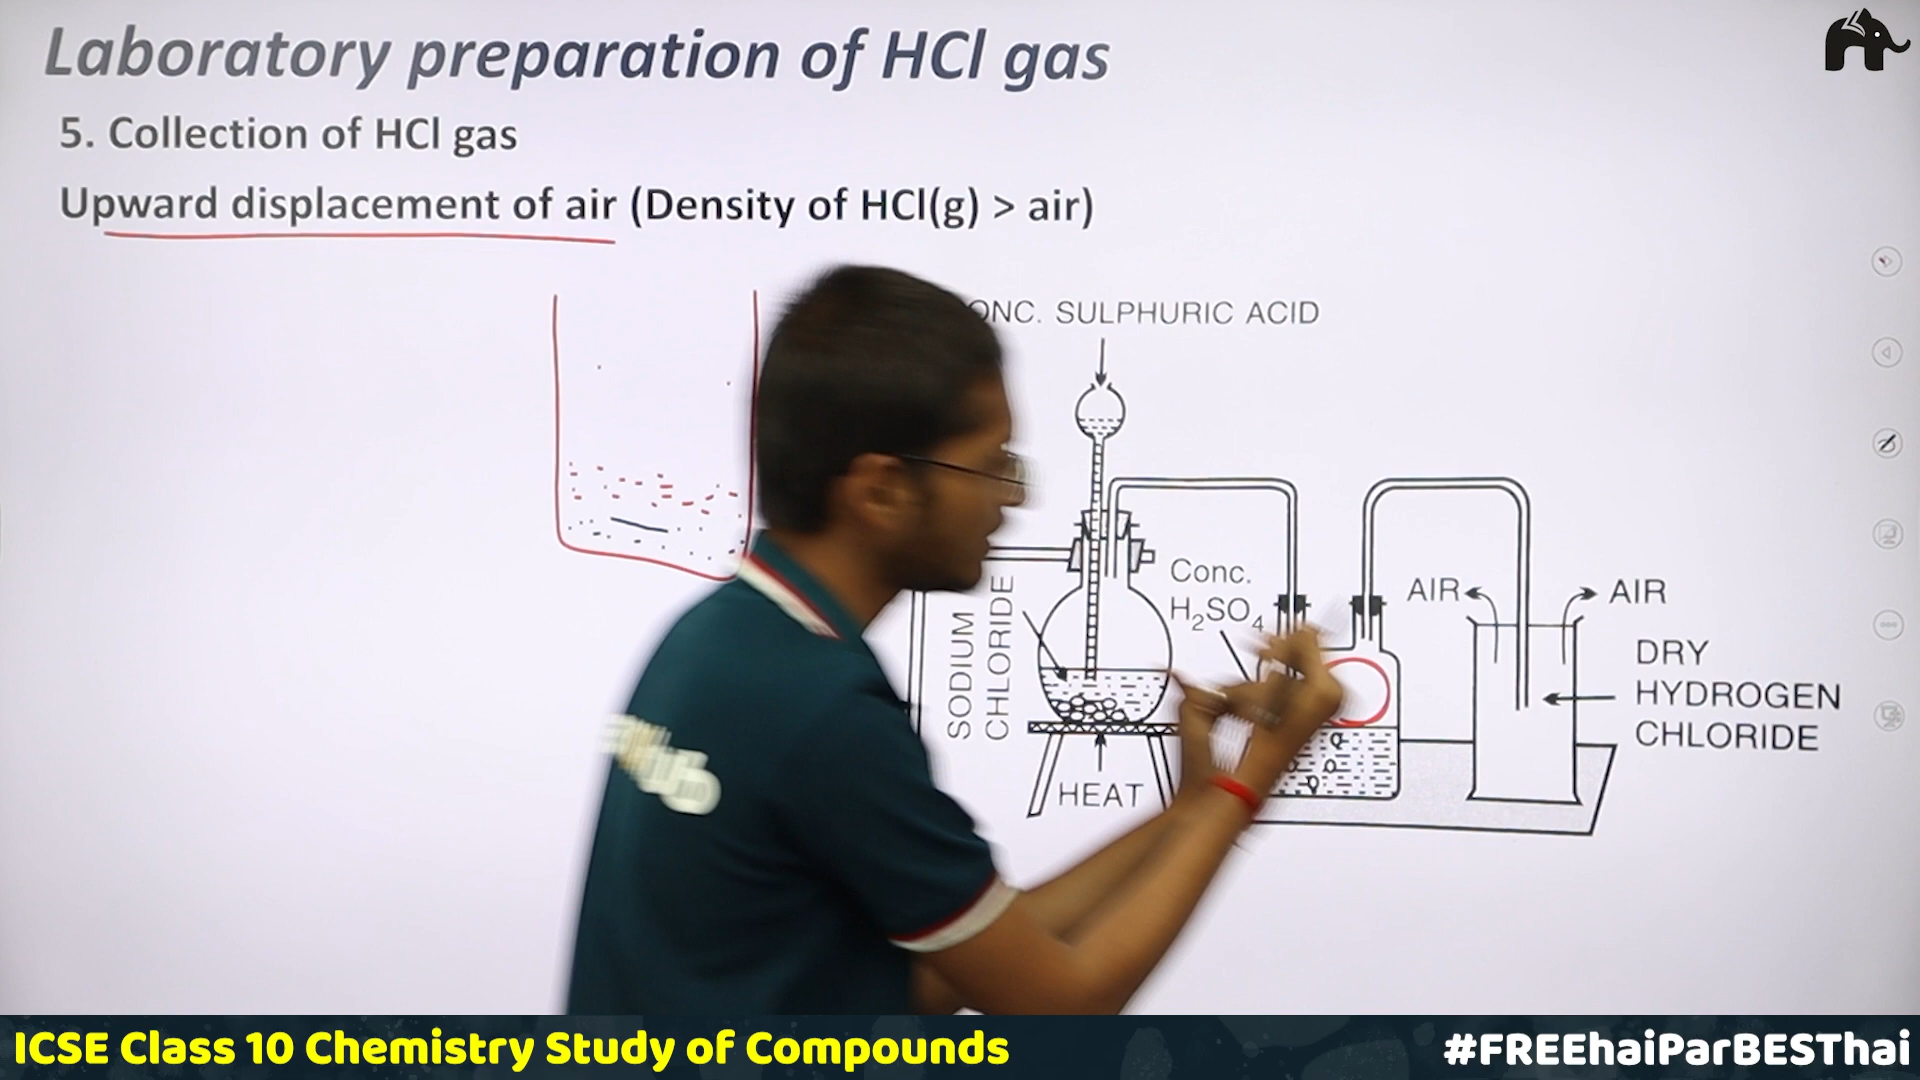 Laboratory preparation of HCl gas
5. Collection of HCl gas
Upward displacement of air (Density of HCl(g) > air)
ONC. SULPHURIC ACID
SODIUM
CHLORIDE
Conc.
H₂SO₄
HEAT
AIR
AIR
DRY
HYDROGEN
CHLORIDE
ICSE Class 10 Chemistry Study of Compounds
#FREEhaiParBESThai